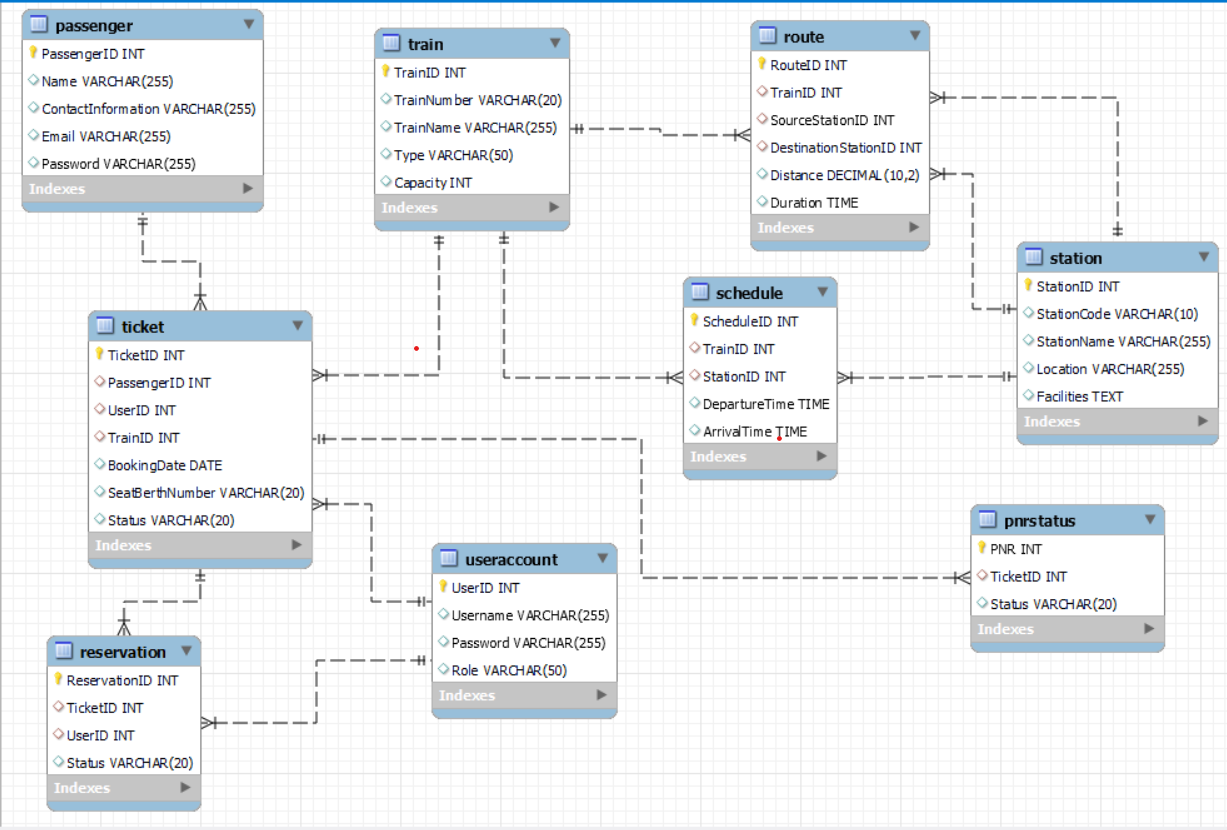 passenger
PassengerID INT
Name VARCHAR(255)
ContactInformation VARCHAR(255)
Email VARCHAR(255)
Password VARCHAR(255)
Indexes
train
TrainID INT
TrainNumber VARCHAR(20)
TrainName VARCHAR(255)
Type VARCHAR(50)
Capacity INT
Indexes
route
RouteID INT
TrainID INT
SourceStationID INT
DestinationStationID INT
Distance DECIMAL(10,2)
Duration TIME
Indexes
station
StationID INT
StationCode VARCHAR(10)
StationName VARCHAR(255)
Location VARCHAR(255)
Facilities TEXT
Indexes
schedule
ScheduleID INT
TrainID INT
StationID INT
DepartureTime TIME
ArrivalTime TIME
Indexes
ticket
TicketID INT
PassengerID INT
UserID INT
TrainID INT
BookingDate DATE
SeatBerthNumber VARCHAR(20)
Status VARCHAR(20)
Indexes
pnrstatus
PNR INT
TicketID INT
Status VARCHAR(20)
Indexes
useraccount
UserID INT
Username VARCHAR(255)
Password VARCHAR(255)
Role VARCHAR(50)
Indexes
reservation
ReservationID INT
TicketID INT
UserID INT
Status VARCHAR(20)
Indexes